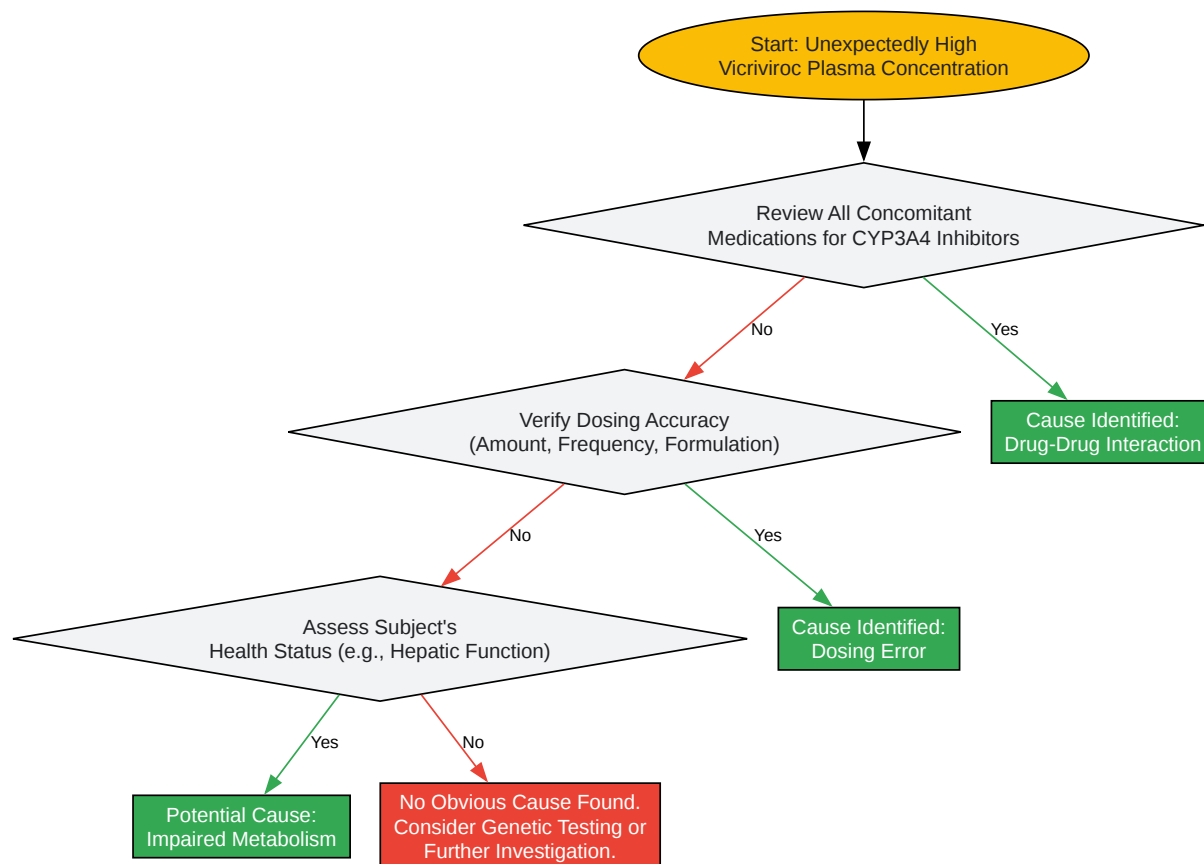 Start: Unexpectedly High
Vicriviroc Plasma Concentration
Review All Concomitant
Medications for CYP3A4 Inhibitors
No
Yes
Verify Dosing Accuracy
(Amount, Frequency, Formulation)
Cause Identified:
Drug-Drug Interaction
No
Yes
Assess Subject's
Health Status (e.g., Hepatic Function)
Cause Identified:
Dosing Error
Yes
No
Potential Cause:
Impaired Metabolism
No Obvious Cause Found.
Consider Genetic Testing or
Further Investigation.